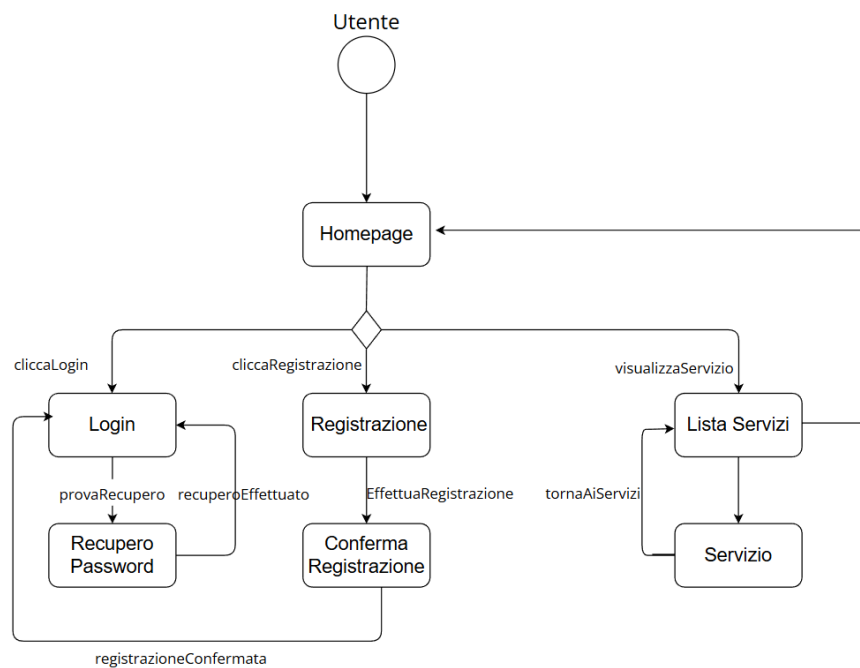 Utente
Homepage
cliccaLogin
cliccaRegistrazione
visualizzaServizio
Login
Registrazione
Lista Servizi
provaRecupero
recuperoEffettuato
EffettuaRegistrazione
tornaAiServizi
Recupero
Password
Conferma
Registrazione
Servizio
registrazioneConfermata